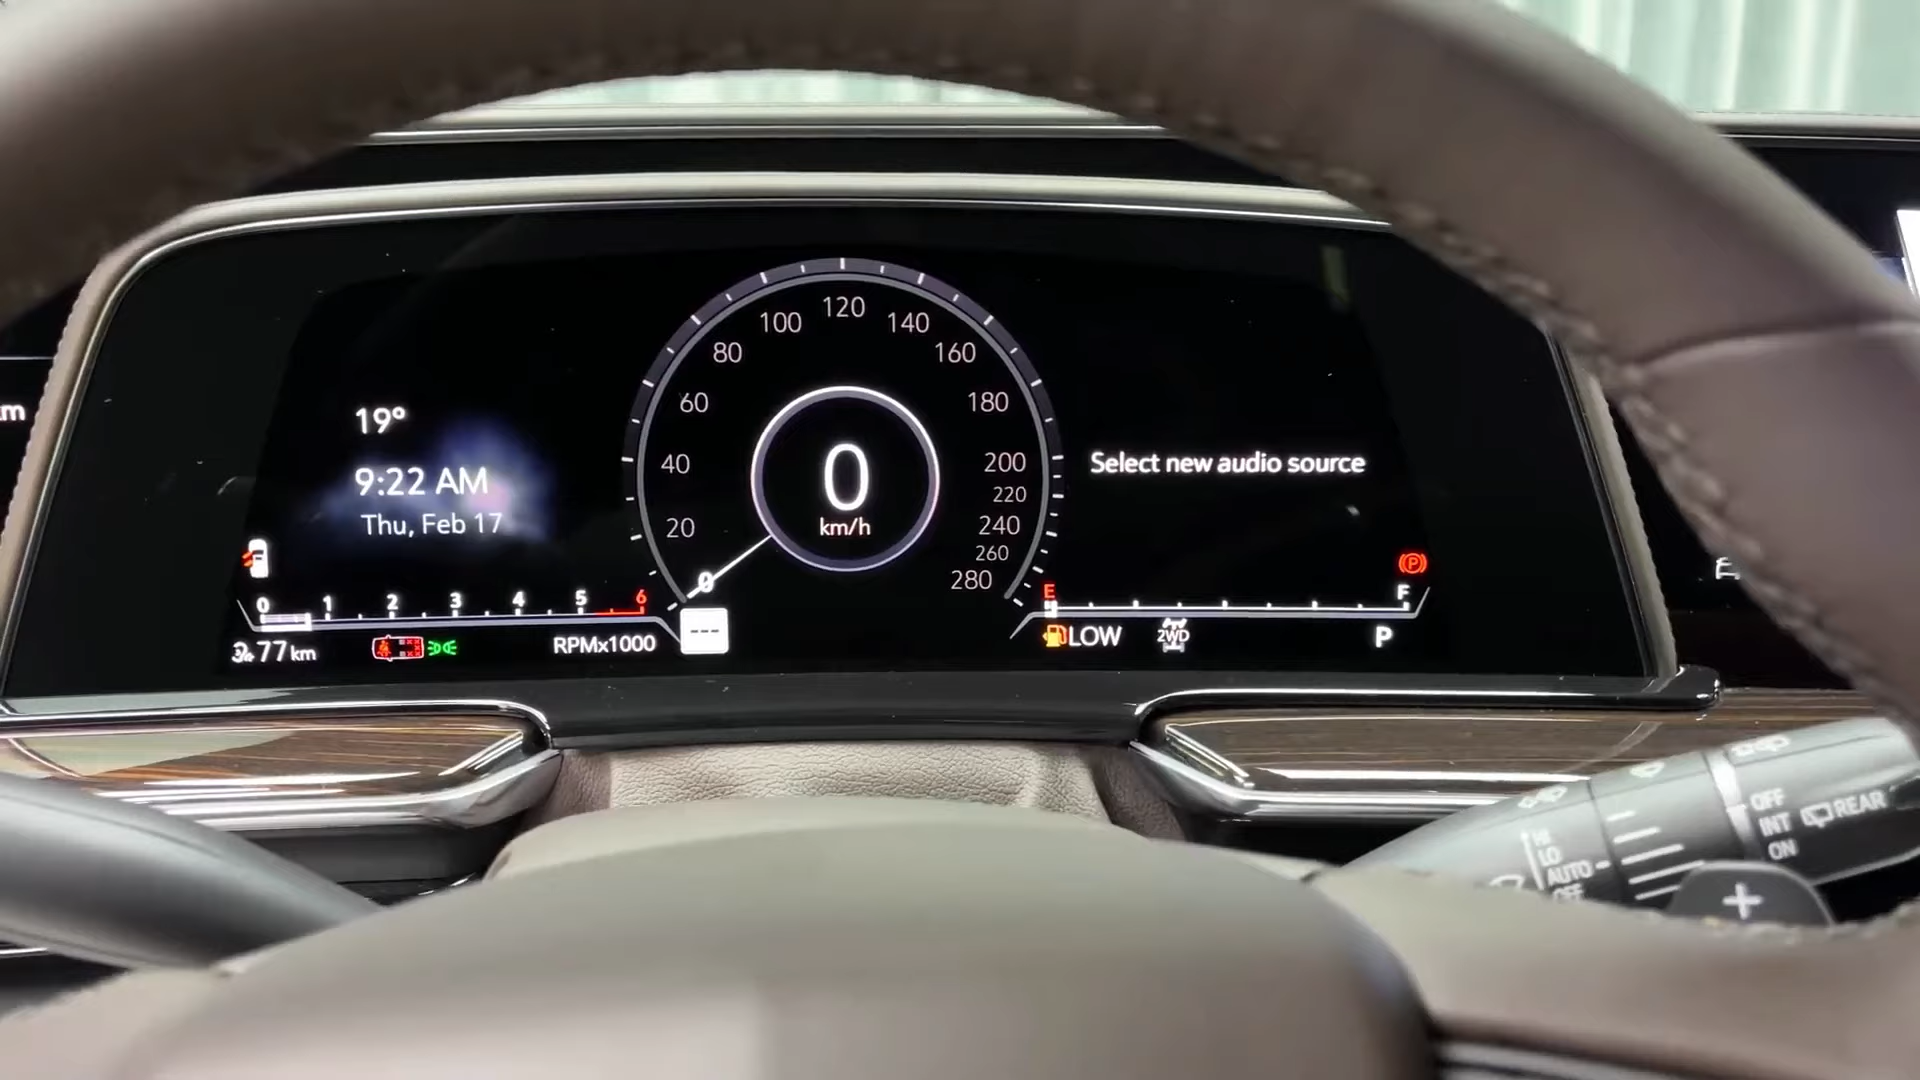 120
100
140
80
160
60
180
40
200
220
20
240
260
280
0
0
km/h
19°
9:22 AM
Thu, Feb 17
Select new audio source
0 1 2 3 4 5 6
RPMx1000
77 km
---
E
F
LOW
2WD
P
P
km
OFF
INT
ON
REAR
HI
LO
AUTO
OFF
+